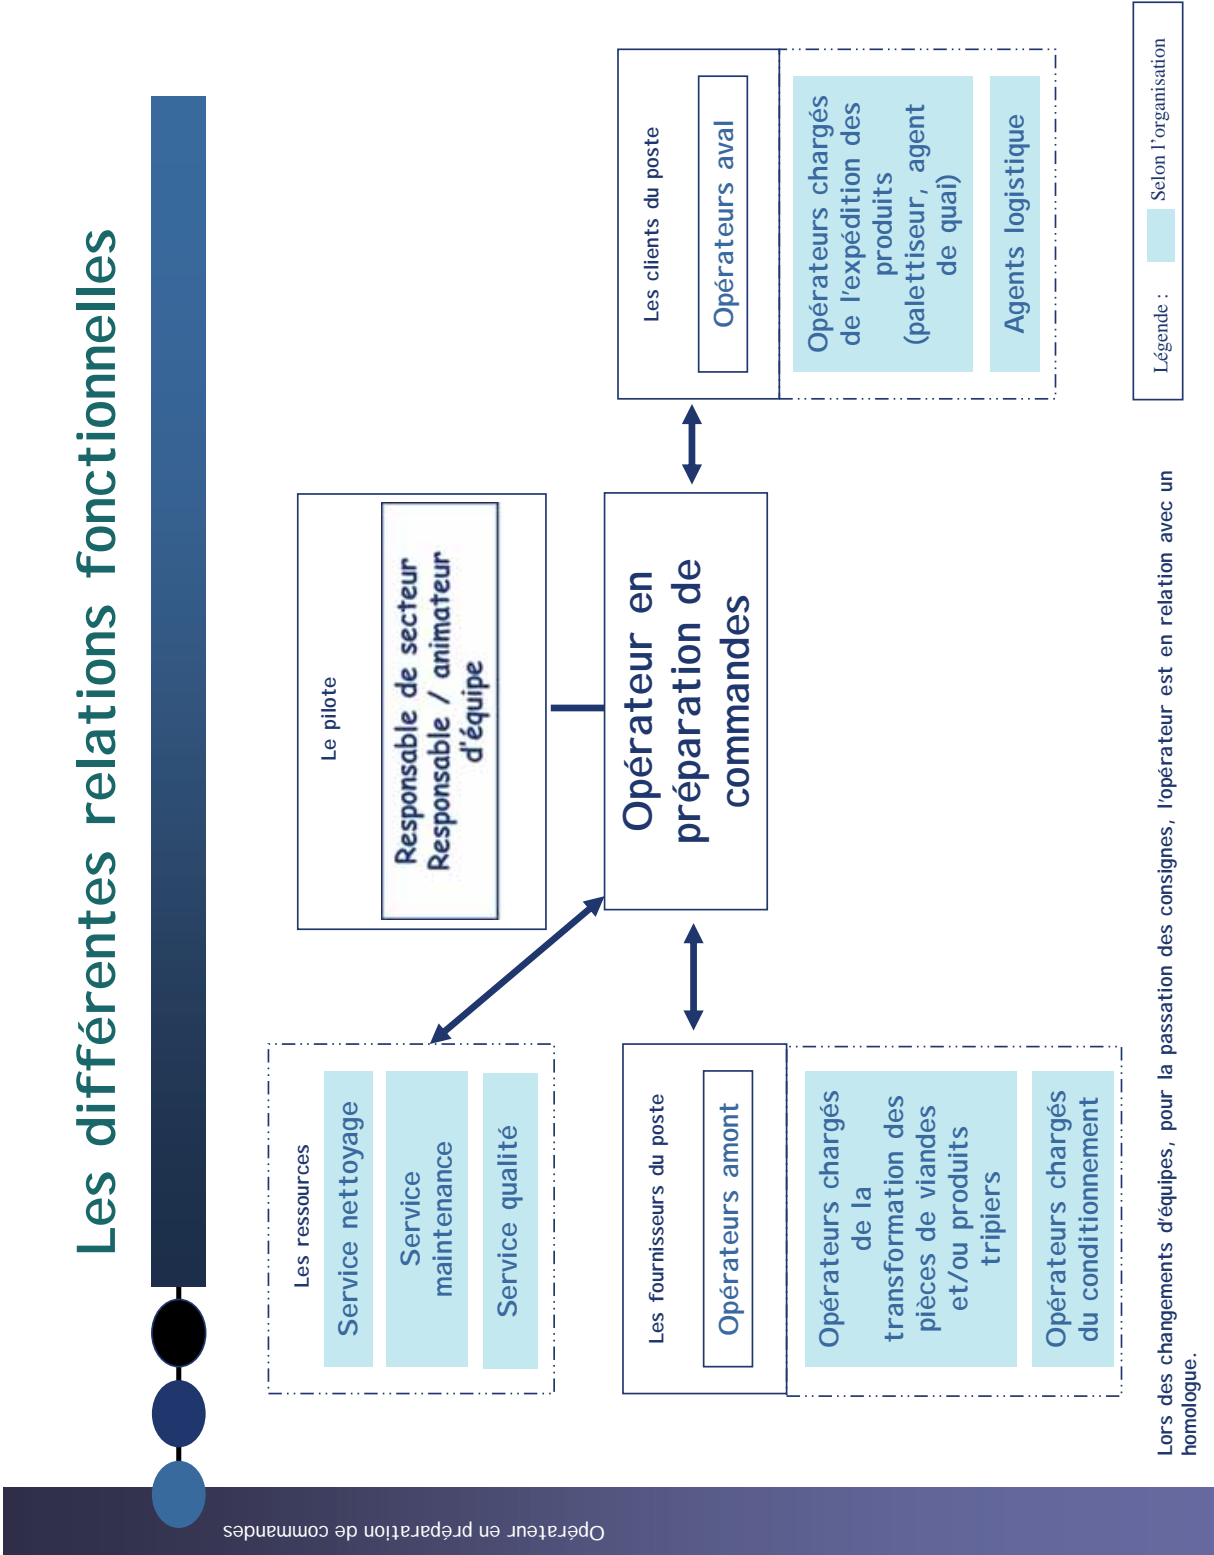 Les différentes relations fonctionnelles
Le pilote
Responsable de secteur
Responsable / animateur
d'équipe
Les ressources
Service nettoyage
Service
maintenance
Service qualité
Opérateur en
préparation de
commandes
Les fournisseurs du poste
Opérateurs amont
Opérateurs chargés
de la
transformation des
pièces de viandes
et/ou produits
tripiers
Opérateurs chargés
du conditionnement
Les clients du poste
Opérateurs aval
Opérateurs chargés
de l'expédition des
produits
(palettiseur, agent
de quai)
Agents logistique
Légende : Selon l'organisation
Lors des changements d'équipes, pour la passation des consignes, l'opérateur est en relation avec un
homologue.
Opérateur en préparation de commandes